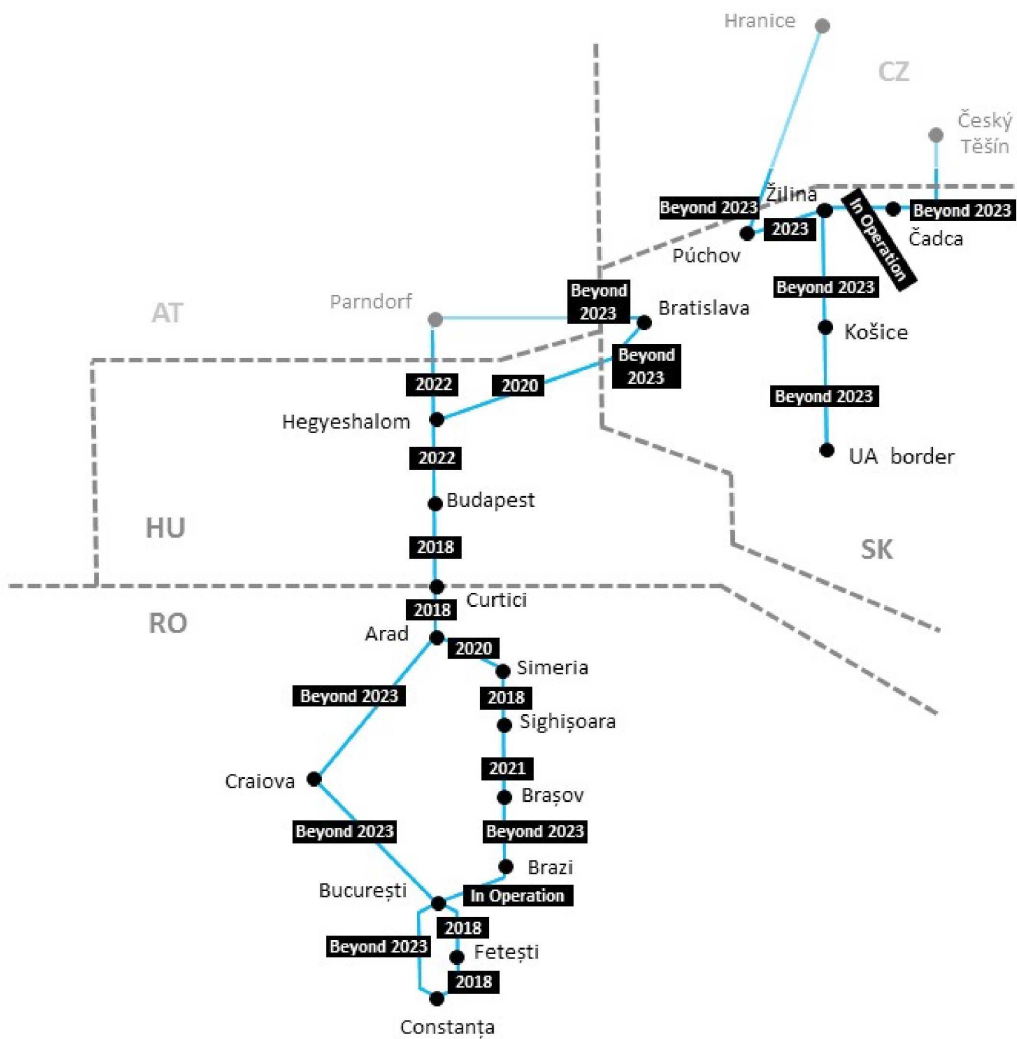 Hranice
CZ
Český
Těšín
Žilina
Beyond 2023
2023
In Operation
Beyond 2023
Čadca
Púchov
Beyond 2023
Beyond
2023
Bratislava
Parndorf
AT
Košice
Beyond
2023
2022
2020
Beyond 2023
Hegyeshalom
2022
UA border
Budapest
HU
2018
SK
Curtici
2018
RO
Arad
2020
Simeria
Beyond 2023
2018
Sighișoara
2021
Craiova
Brașov
Beyond 2023
Beyond 2023
Brazi
București
In Operation
2018
Beyond 2023
Fetești
2018
Constanța